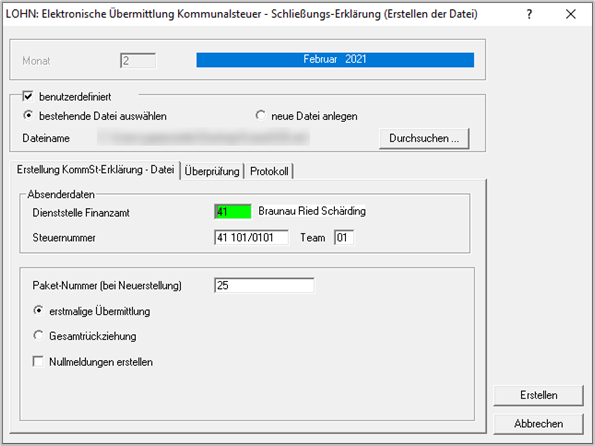 LOHN: Elektronische Übermittlung Kommunalsteuer - Schließungs-Erklärung (Erstellen der Datei)
Monat 2 Februar 2021
benutzerdefiniert
bestehende Datei auswählen neue Datei anlegen
Dateiname Durchsuchen ...
Erstellung KommSt-Erklärung - Datei Überprüfung Protokoll
Absenderdaten
Dienststelle Finanzamt 41 Braunau Ried Schärding
Steuernummer 41 101/0101 Team 01
Paket-Nummer (bei Neuerstellung) 25
erstmalige Übermittlung
Gesamtrückziehung
Nullmeldungen erstellen
Erstellen
Abbrechen